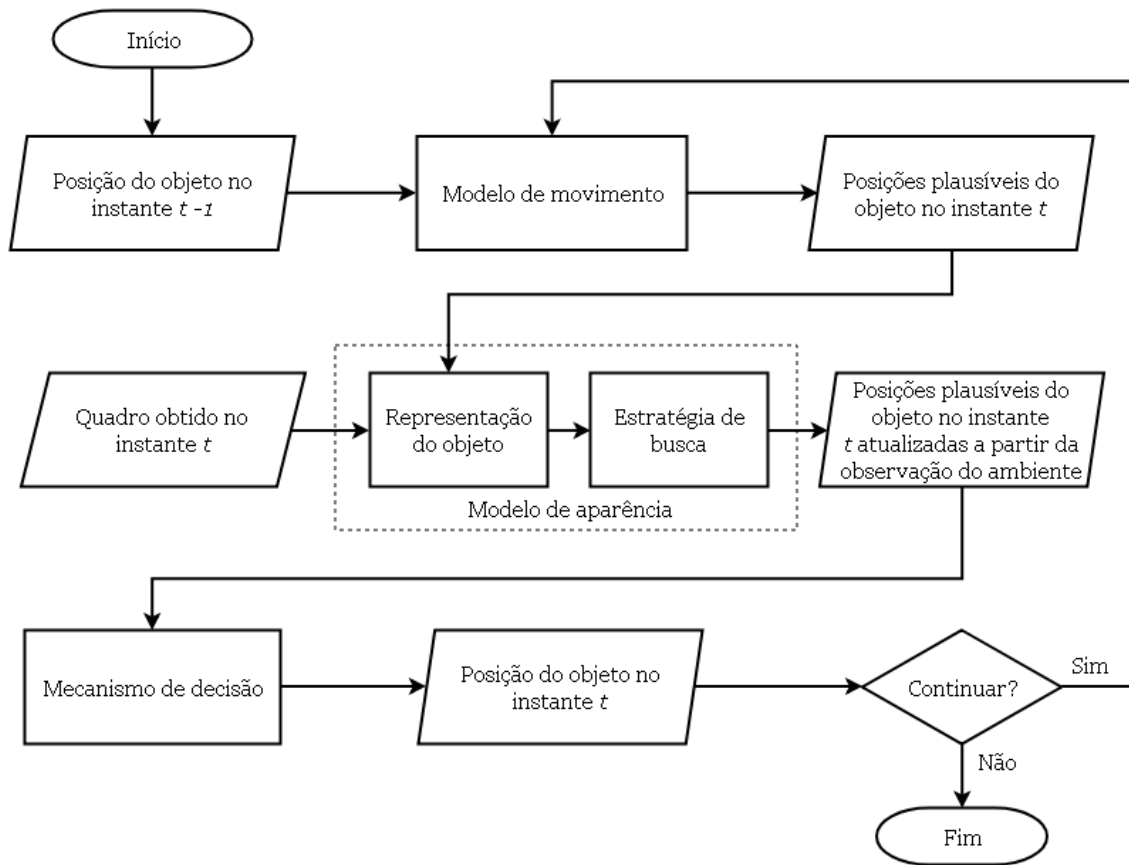 Início
Posição do objeto no
instante t -1
Modelo de movimento
Posições plausíveis do
objeto no instante t
Quadro obtido no
instante t
Representação
do objeto
Estratégia de
busca
Modelo de aparência
Posições plausíveis do
objeto no instante
t atualizadas a partir da
observação do ambiente
Mecanismo de decisão
Posição do objeto no
instante t
Continuar?
Sim
Não
Fim